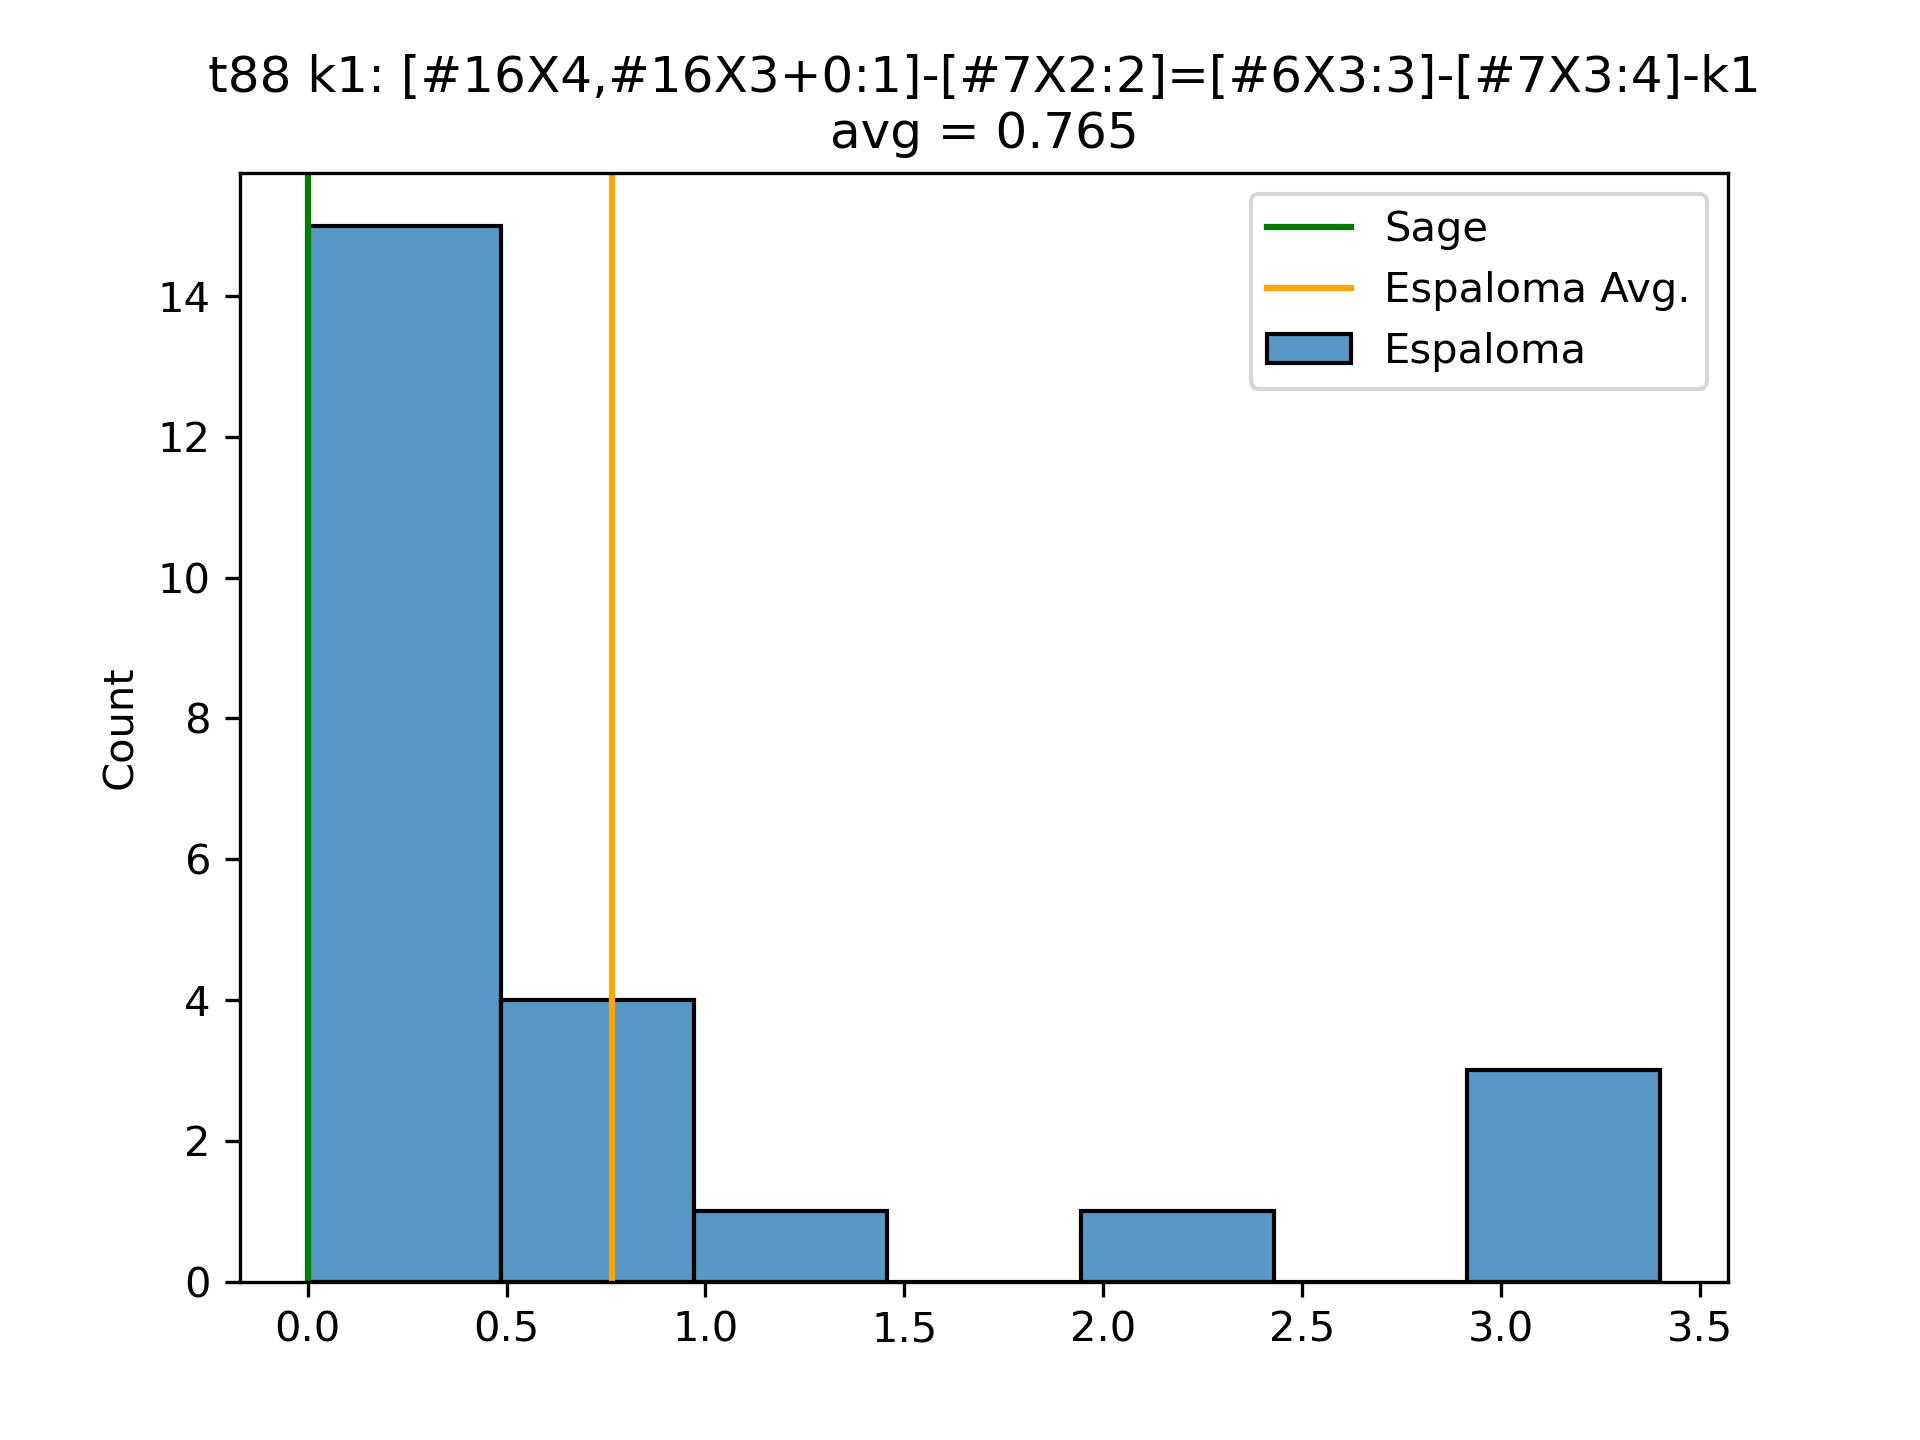 t88 k1: [#16X4,#16X3+0:1]-[#7X2:2]=[#6X3:3]-[#7X3:4]-k1
avg = 0.765
Sage
Espaloma Avg.
Espaloma
Count
14
12
10
8
6
4
2
0
0.0 0.5 1.0 1.5 2.0 2.5 3.0 3.5